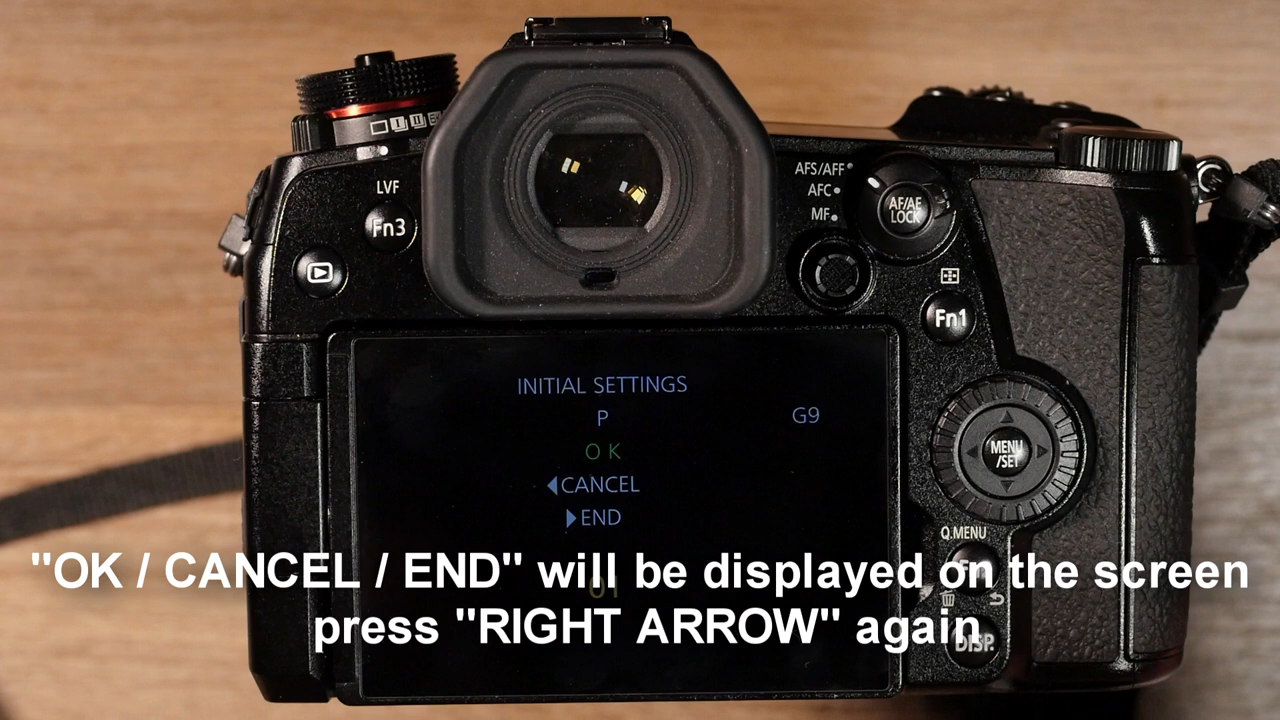 LVF
Fn3
AFS/AFF
AFC
MF
AF/AE
LOCK
Fn1
INITIAL SETTINGS
P
G9
OK
CANCEL
END
MENU
/SET
Q.MENU
"OK / CANCEL / END" will be displayed on the screen
press "RIGHT ARROW" again
DISP.